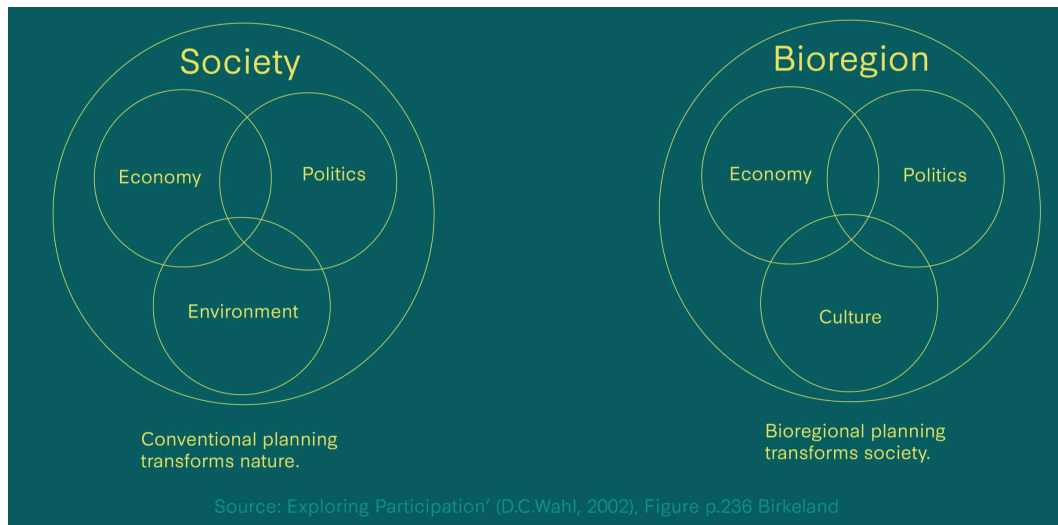 Society
Economy
Politics
Environment
Conventional planning
transforms nature.
Bioregion
Economy
Politics
Culture
Bioregional planning
transforms society.
Source: Exploring Participation’ (D.C.Wahl, 2002), Figure p.236 Birkeland